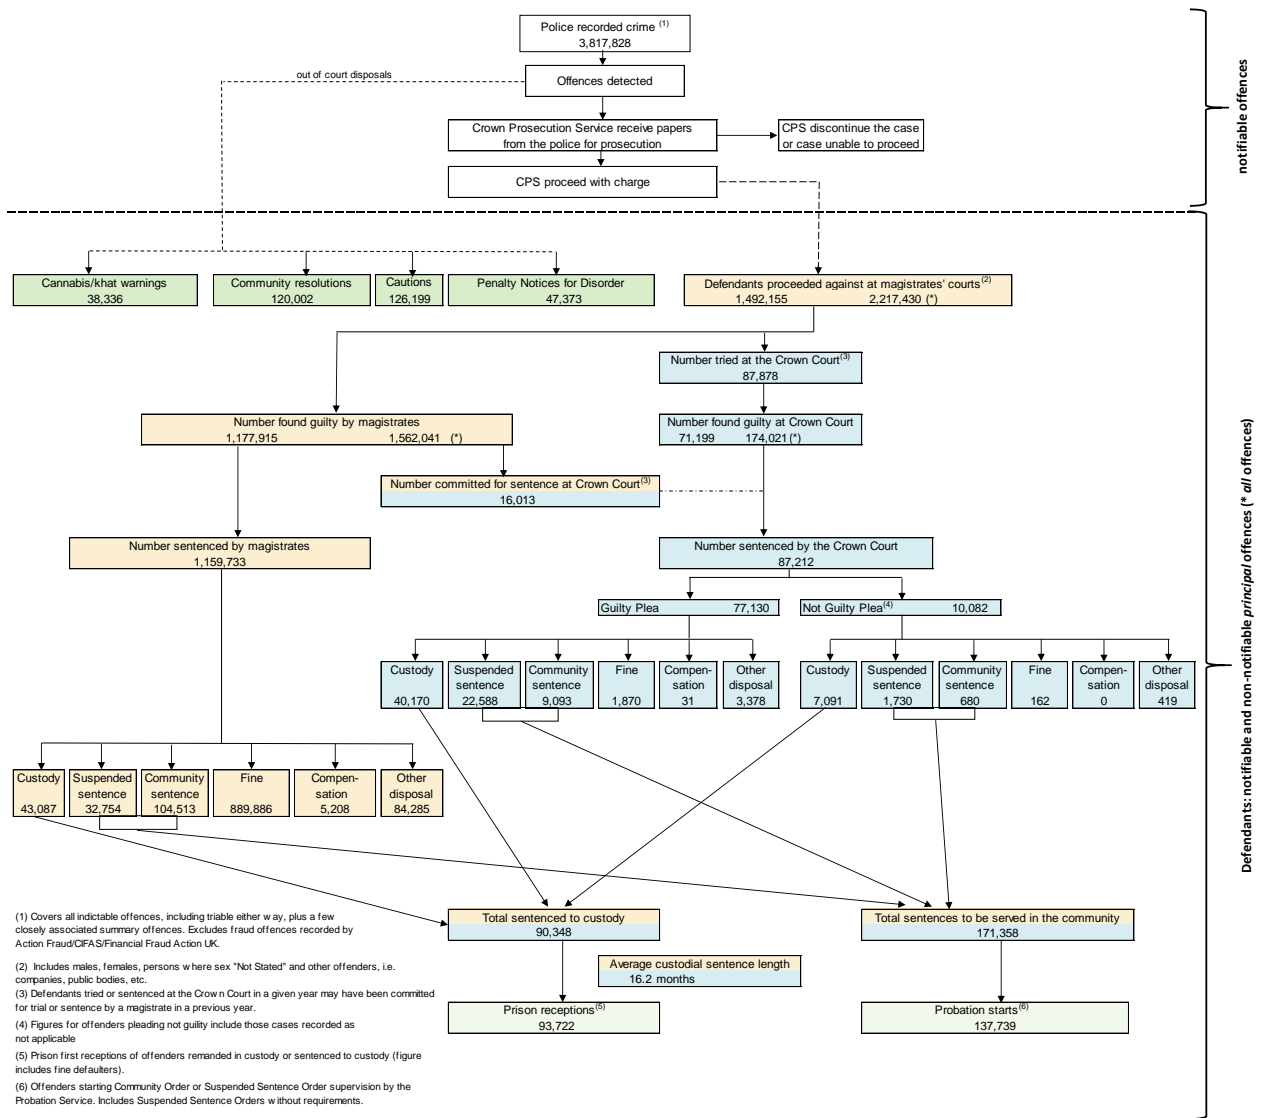 Police recorded crime (1)
3,817,828
out of court disposals
Offences detected
Crown Prosecution Service receive papers
from the police for prosecution
CPS discontinue the case
or case unable to proceed
CPS proceed with charge
notifiable offences
Cannabis/khat warnings
38,336
Community resolutions
120,002
Cautions
126,199
Penalty Notices for Disorder
47,373
Defendants proceeded against at magistrates' courts(2)
1,492,155 2,217,430 (*)
Number tried at the Crown Court(3)
87,878
Number found guilty by magistrates
1,177,915 1,562,041 (*)
Number found guilty at Crown Court
71,199 174,021 (*)
Number committed for sentence at Crown Court(3)
16,013
Number sentenced by magistrates
1,159,733
Number sentenced by the Crown Court
87,212
Guilty Plea 77,130
Not Guilty Plea(4) 10,082
Custody
40,170
Suspended
sentence
22,588
Community
sentence
9,093
Fine
1,870
Compen-
sation
31
Other
disposal
3,378
Custody
7,091
Suspended
sentence
1,730
Community
sentence
680
Fine
162
Compen-
sation
0
Other
disposal
419
Custody
43,087
Suspended
sentence
32,754
Community
sentence
104,513
Fine
889,886
Compen-
sation
5,208
Other
disposal
84,285
Defendants: notifiable and non-notifiable principal offences (* all offences)
Total sentenced to custody
90,348
Total sentences to be served in the community
171,358
Average custodial sentence length
16.2 months
Prison receptions(5)
93,722
Probation starts(6)
137,739
(1) Covers all indictable offences, including triable either way, plus a few
closely associated summary offences. Excludes fraud offences recorded by
Action Fraud/CIFAS/Financial Fraud Action UK.
(2) Includes males, females, persons where sex "Not Stated" and other offenders, i.e.
companies, public bodies, etc.
(3) Defendants tried or sentenced at the Crown Court in a given year may have been committed
for trial or sentence by a magistrate in a previous year.
(4) Figures for offenders pleading not guility include those cases recorded as
not applicable
(5) Prison first receptions of offenders remanded in custody or sentenced to custody (figure
includes fine defaulters).
(6) Offenders starting Community Order or Suspended Sentence Order supervision by the
Probation Service. Includes Suspended Sentence Orders without requirements.